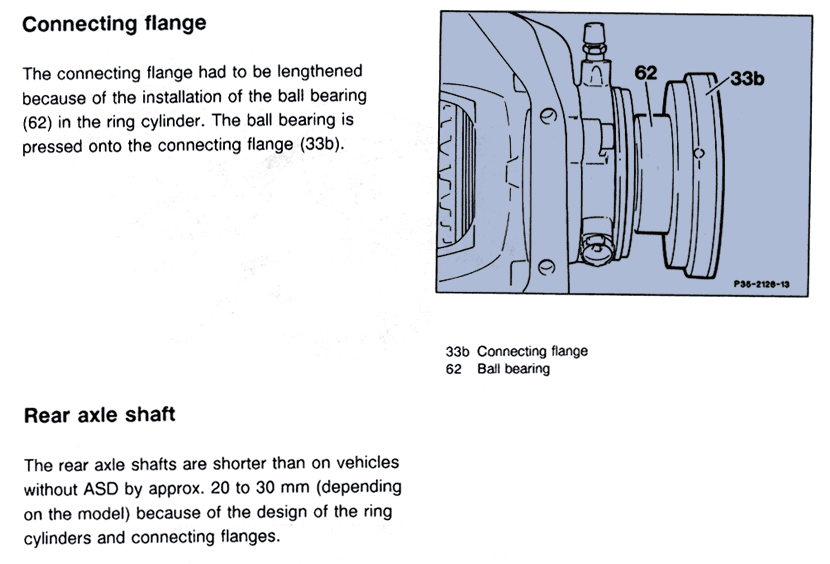 Connecting flange
The connecting flange had to be lengthened
because of the installation of the ball bearing
(62) in the ring cylinder. The ball bearing is
pressed onto the connecting flange (33b).
62
33b
P35-2126-13
33b Connecting flange
62 Ball bearing
Rear axle shaft
The rear axle shafts are shorter than on vehicles
without ASD by approx. 20 to 30 mm (depending
on the model) because of the design of the ring
cylinders and connecting flanges.